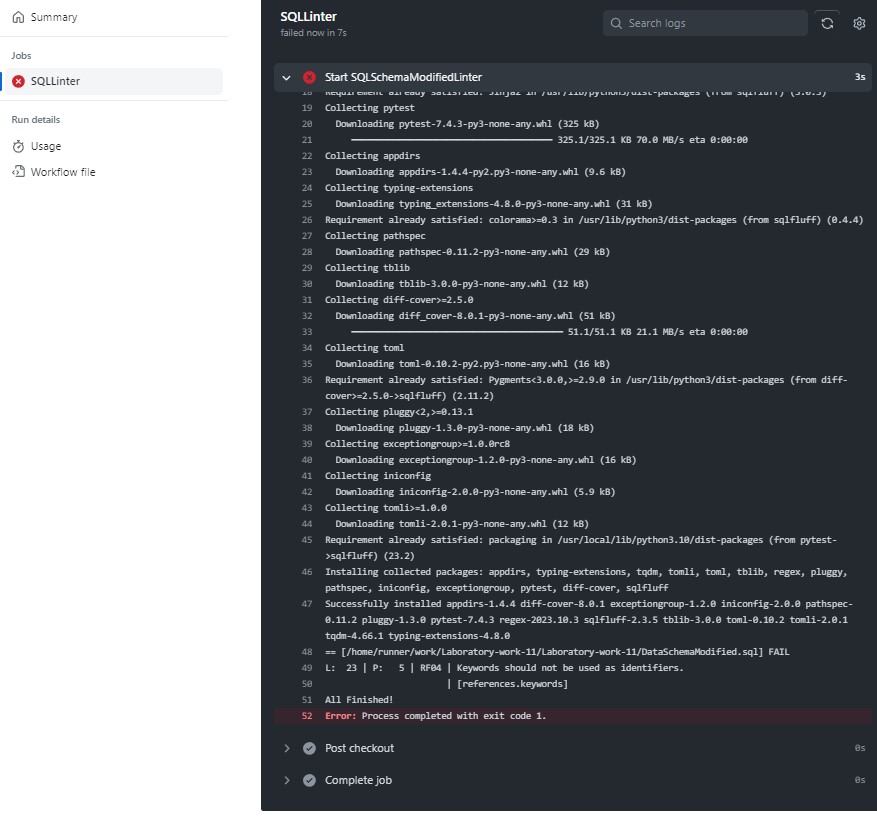 Summary
Jobs
SQLLinter
Run details
Usage
Workflow file
SQLLinter
failed now in 7s
Search logs
Start SQLSchemaModifiedLinter
3s
18 Requirement already satisfied: Jinja2 in /usr/lib/python3/dist-packages (from sqlfluff) (3.0.3)
19 Collecting pytest
20 Downloading pytest-7.4.3-py3-none-any.whl (325 kB)
21 ━━━━━━━━━━━━━━━━━━━━━━━━━━━━━━━━━━━━━━ 325.1/325.1 KB 70.0 MB/s eta 0:00:00
22 Collecting appdirs
23 Downloading appdirs-1.4.4-py2.py3-none-any.whl (9.6 kB)
24 Collecting typing-extensions
25 Downloading typing_extensions-4.8.0-py3-none-any.whl (31 kB)
26 Requirement already satisfied: colorama>=0.3 in /usr/lib/python3/dist-packages (from sqlfluff) (0.4.4)
27 Collecting pathspec
28 Downloading pathspec-0.11.2-py3-none-any.whl (29 kB)
29 Collecting tblib
30 Downloading tblib-3.0.0-py3-none-any.whl (12 kB)
31 Collecting diff-cover>=2.5.0
32 Downloading diff_cover-8.0.1-py3-none-any.whl (51 kB)
33 ━━━━━━━━━━━━━━━━━━━━━━━━━━━━━━━━━━━━━━━━ 51.1/51.1 KB 21.1 MB/s eta 0:00:00
34 Collecting toml
35 Downloading toml-0.10.2-py2.py3-none-any.whl (16 kB)
36 Requirement already satisfied: Pygments<3.0.0,>=2.9.0 in /usr/lib/python3/dist-packages (from diff-
cover>=2.5.0->sqlfluff) (2.11.2)
37 Collecting pluggy<2,>=0.13.1
38 Downloading pluggy-1.3.0-py3-none-any.whl (18 kB)
39 Collecting exceptiongroup>=1.0.0rc8
40 Downloading exceptiongroup-1.2.0-py3-none-any.whl (16 kB)
41 Collecting iniconfig
42 Downloading iniconfig-2.0.0-py3-none-any.whl (5.9 kB)
43 Collecting tomli>=1.0.0
44 Downloading tomli-2.0.1-py3-none-any.whl (12 kB)
45 Requirement already satisfied: packaging in /usr/local/lib/python3.10/dist-packages (from pytest-
>sqlfluff) (23.2)
46 Installing collected packages: appdirs, typing-extensions, tqdm, tomli, toml, tblib, regex, pluggy,
pathspec, iniconfig, exceptiongroup, pytest, diff-cover, sqlfluff
47 Successfully installed appdirs-1.4.4 diff-cover-8.0.1 exceptiongroup-1.2.0 iniconfig-2.0.0 pathspec-
0.11.2 pluggy-1.3.0 pytest-7.4.3 regex-2023.10.3 sqlfluff-2.3.5 tblib-3.0.0 toml-0.10.2 tomli-2.0.1
tqdm-4.66.1 typing-extensions-4.8.0
48 == [/home/runner/work/Laboratory-work-11/Laboratory-work-11/DataSchemaModified.sql] FAIL
49 L: 23 | P: 5 | RF04 | Keywords should not be used as identifiers.
50 | [references.keywords]
51 All Finished!
52 Error: Process completed with exit code 1.
Post checkout
0s
Complete job
0s